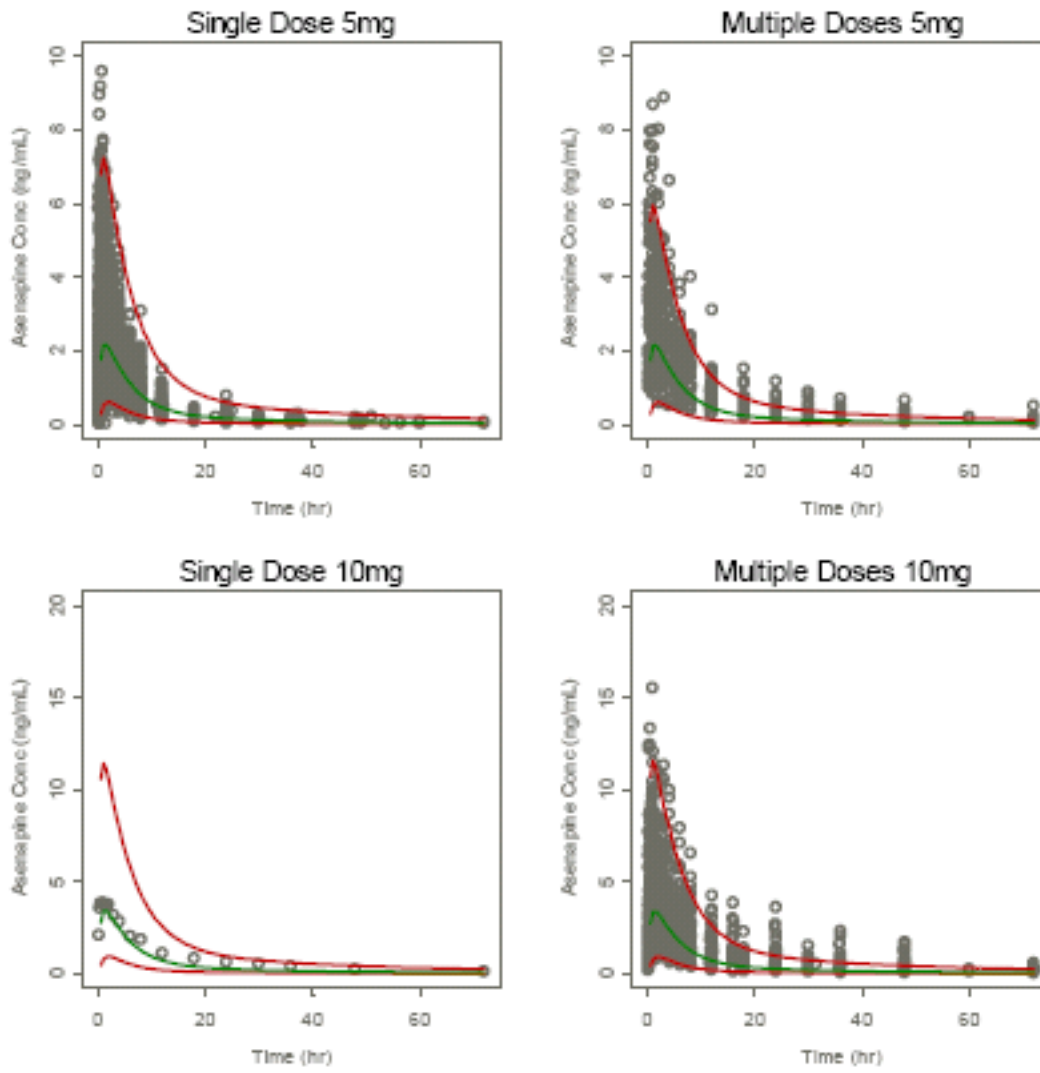 Single Dose 5mg
Asenapine Conc (ng/mL)
10
8
6
4
2
0
0 20 40 60
Time (hr)
Multiple Doses 5mg
Asenapine Conc (ng/mL)
10
8
6
4
2
0
0 20 40 60
Time (hr)
Single Dose 10mg
Asenapine Conc (ng/mL)
20
15
10
5
0
0 20 40 60
Time (hr)
Multiple Doses 10mg
Asenapine Conc (ng/mL)
20
15
10
5
0
0 20 40 60
Time (hr)